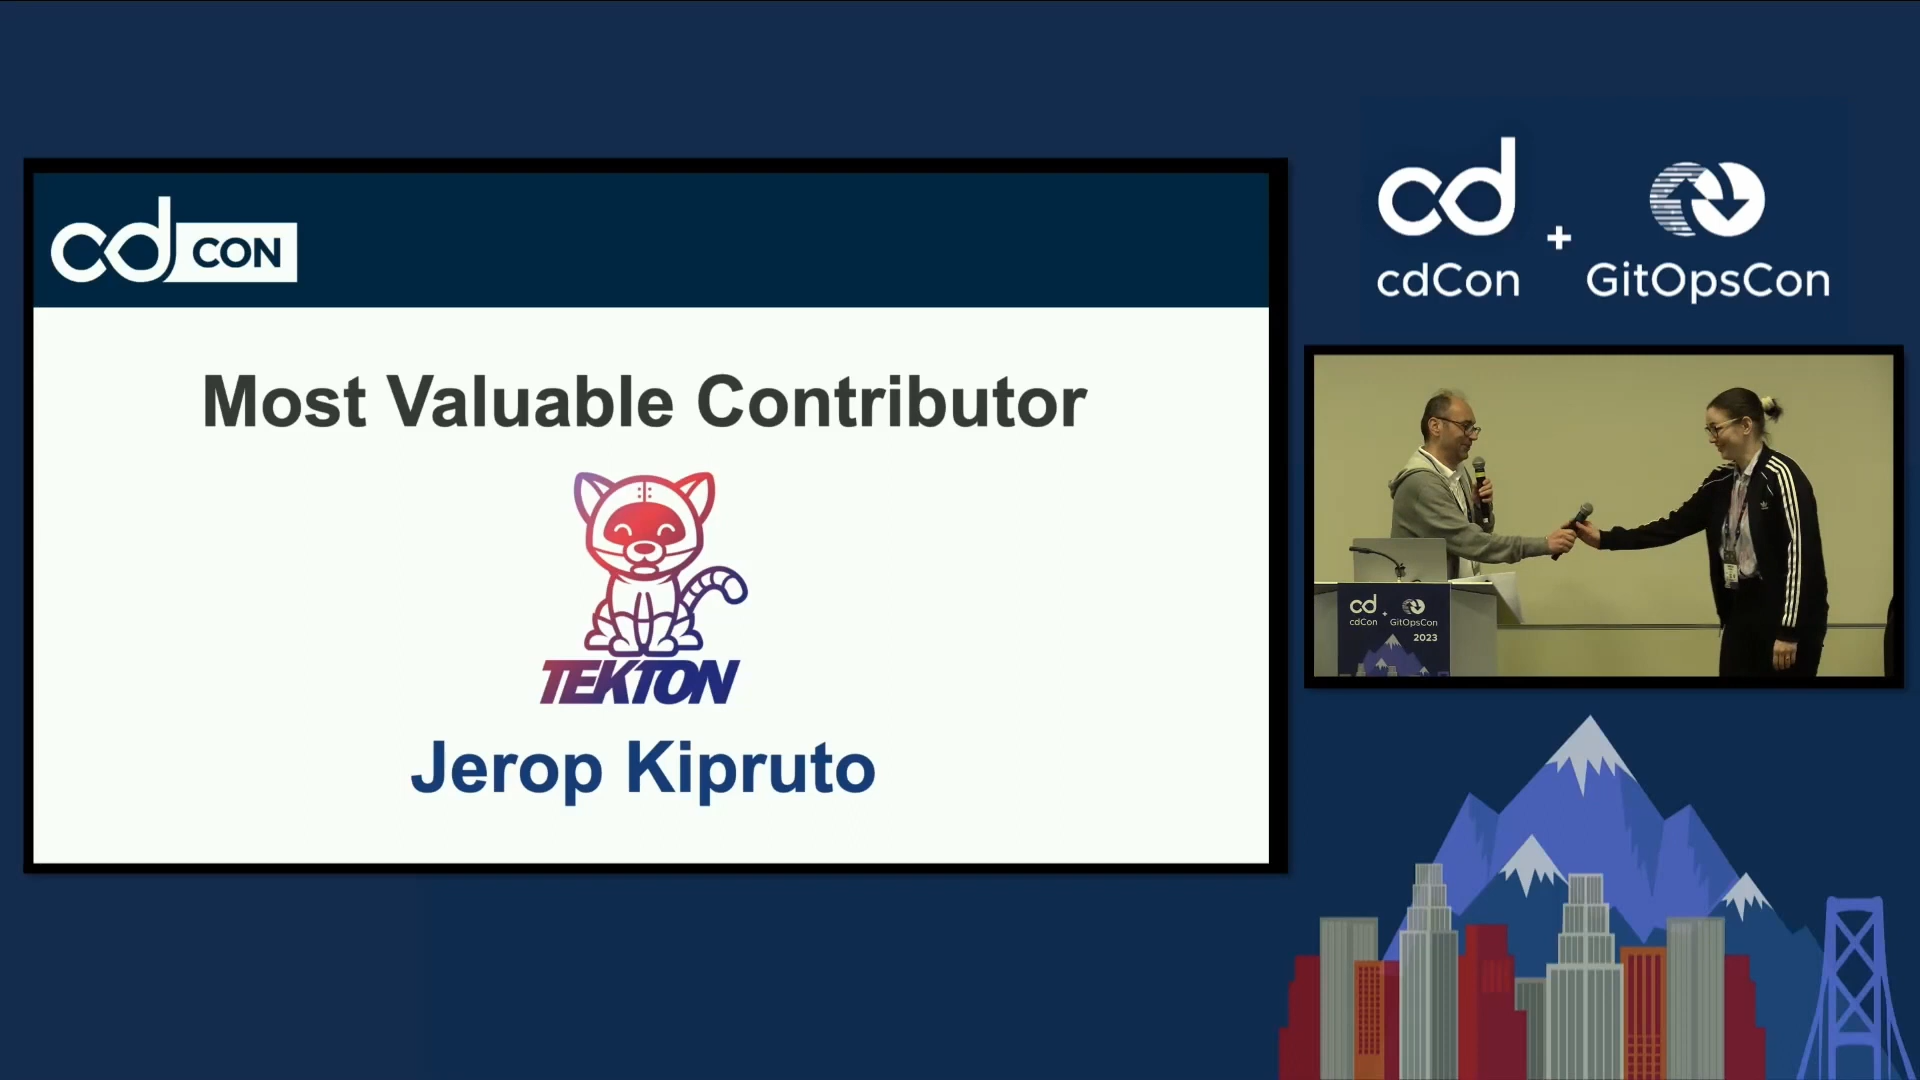 cd CON
Most Valuable Contributor
TEKTON
Jerop Kipruto
cd
+
cdCon
GitOpsCon
cd
+
cdCon
GitOpsCon
2023